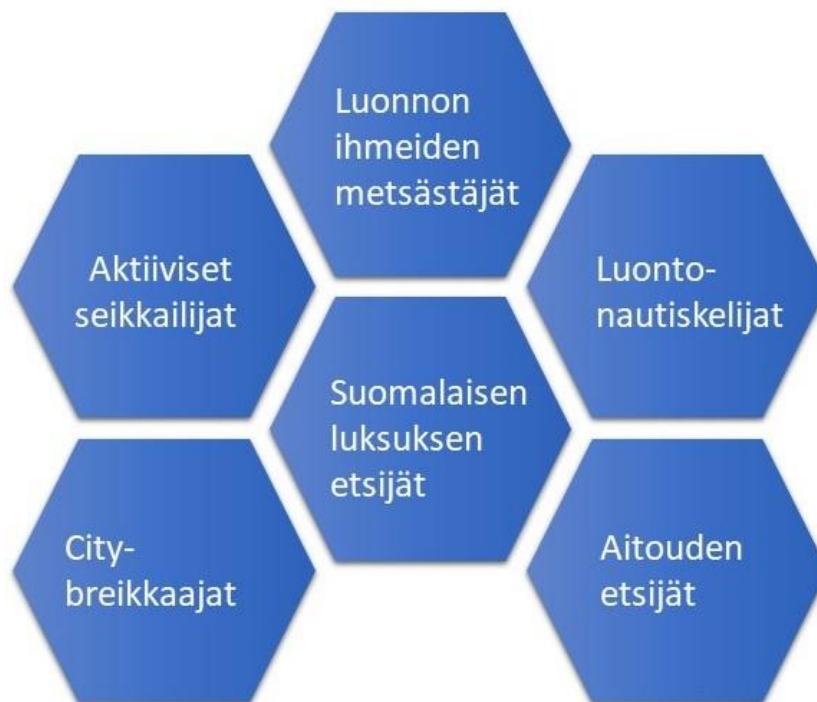 Luonnon
ihmeiden
metsästäjät
Aktiiviset
seikkailijat
Luonto-
nautiskelijat
Suomalaisen
luksuksen
etsijät
City-
breikkaajat
Aitouden
etsijät